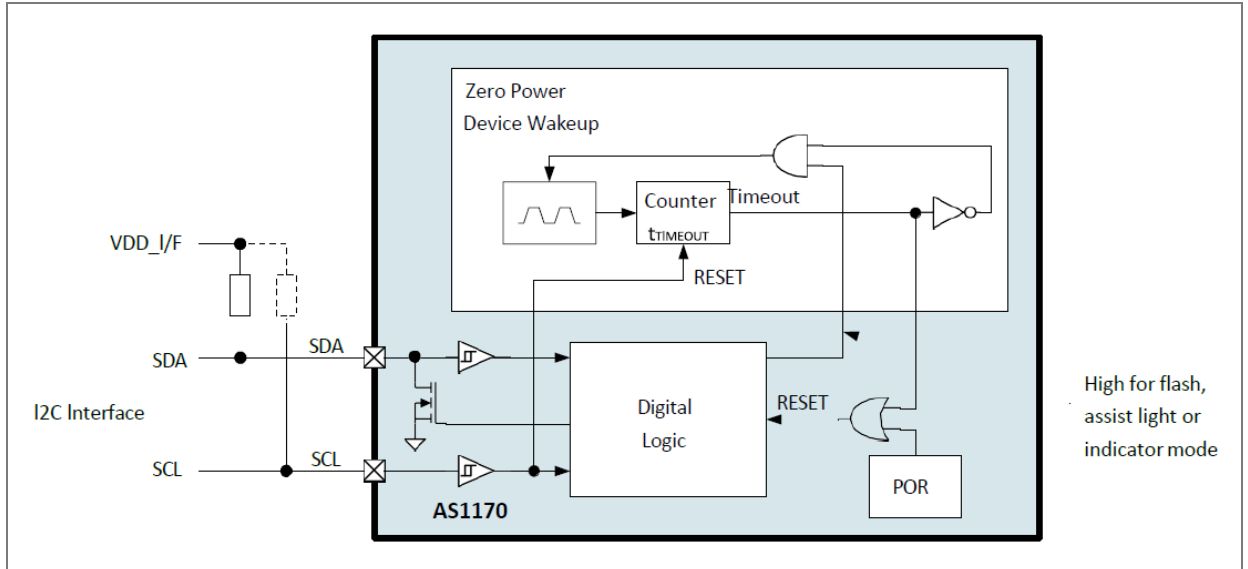 Zero Power
Device Wakeup
Counter
tTIMEOUT
Timeout
RESET
VDD_I/F
SDA
SDA
I2C Interface
SCL
SCL
Digital
Logic
RESET
POR
AS1170
High for flash,
assist light or
indicator mode